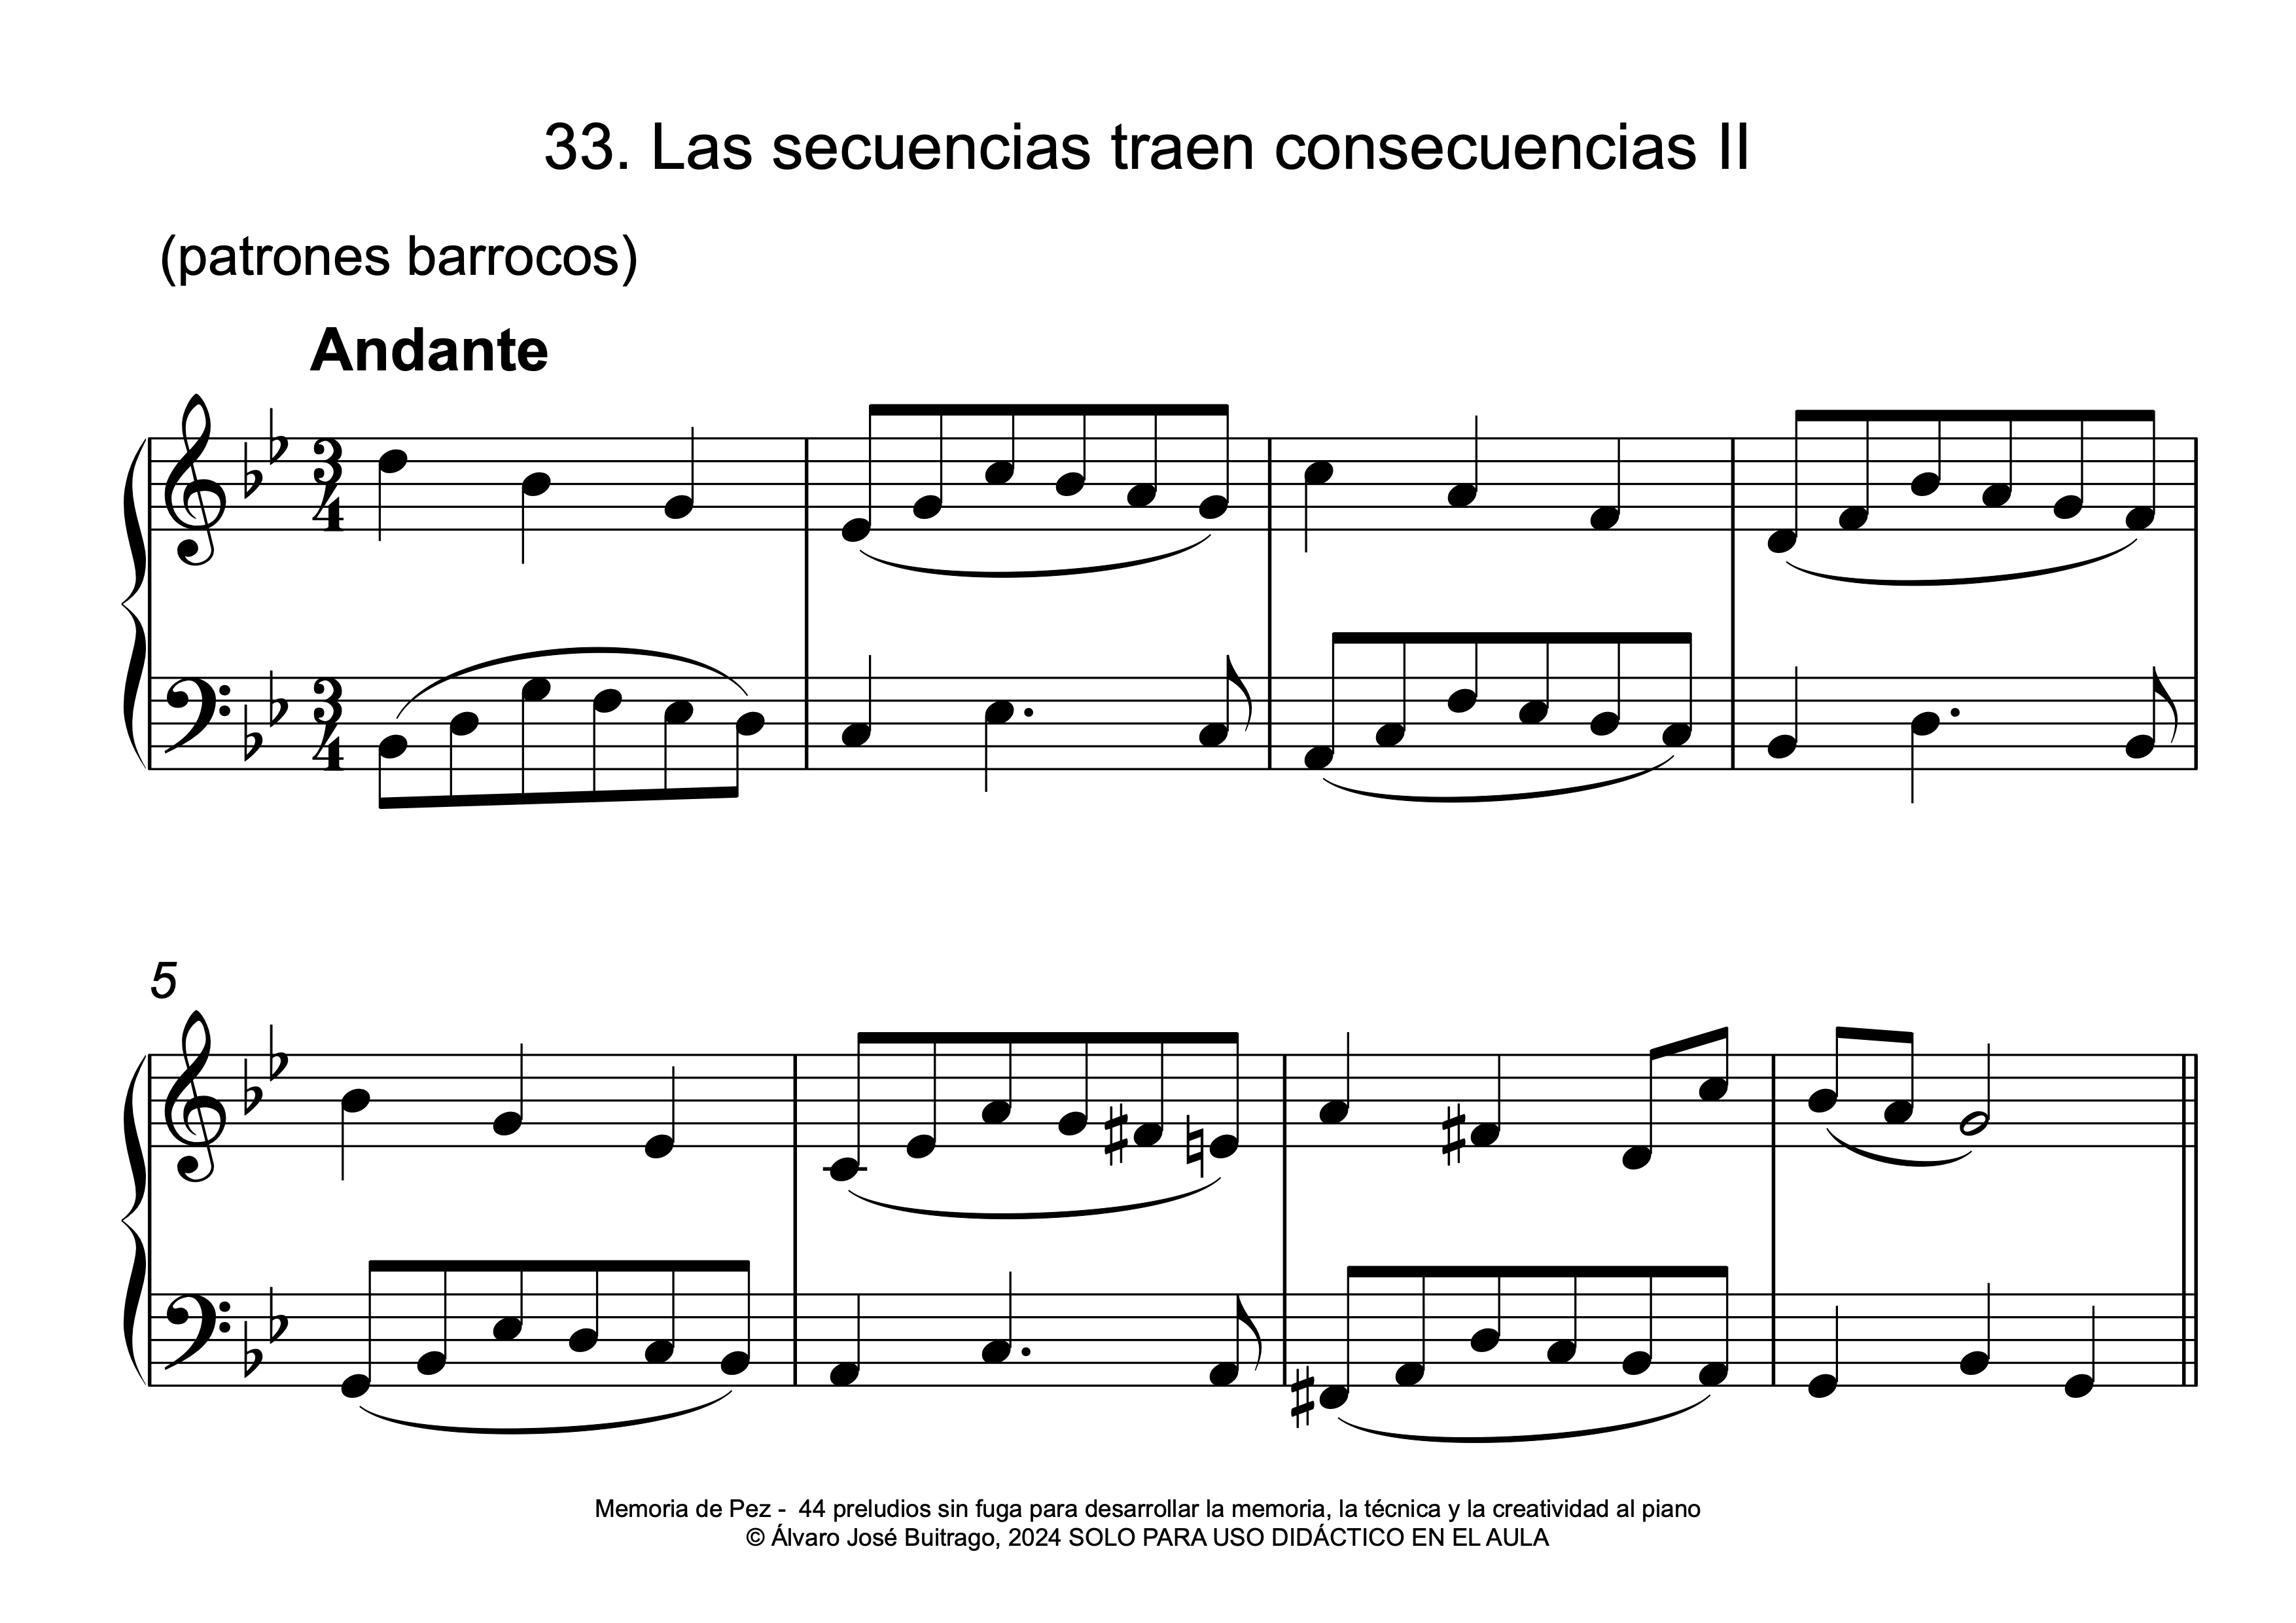 33. Las secuencias traen consecuencias II
(patrones barrocos)
Andante
3
4
3
4
5
Memoria de Pez - 44 preludios sin fuga para desarrollar la memoria, la técnica y la creatividad al piano
© Álvaro José Buitrago, 2024 SOLO PARA USO DIDÁCTICO EN EL AULA